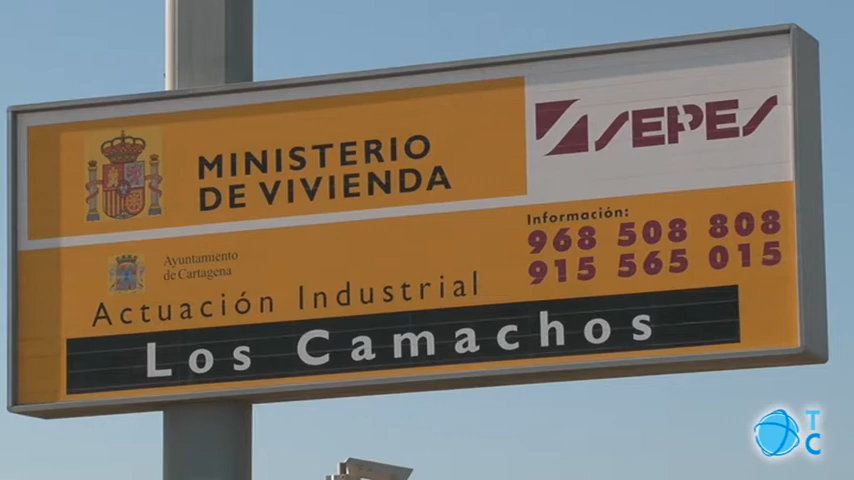 MINISTERIO
DE VIVIENDA
SEPES
Información:
968 508 808
915 565 015
Ayuntamiento
de Cartagena
Actuación Industrial
Los Camachos
TC